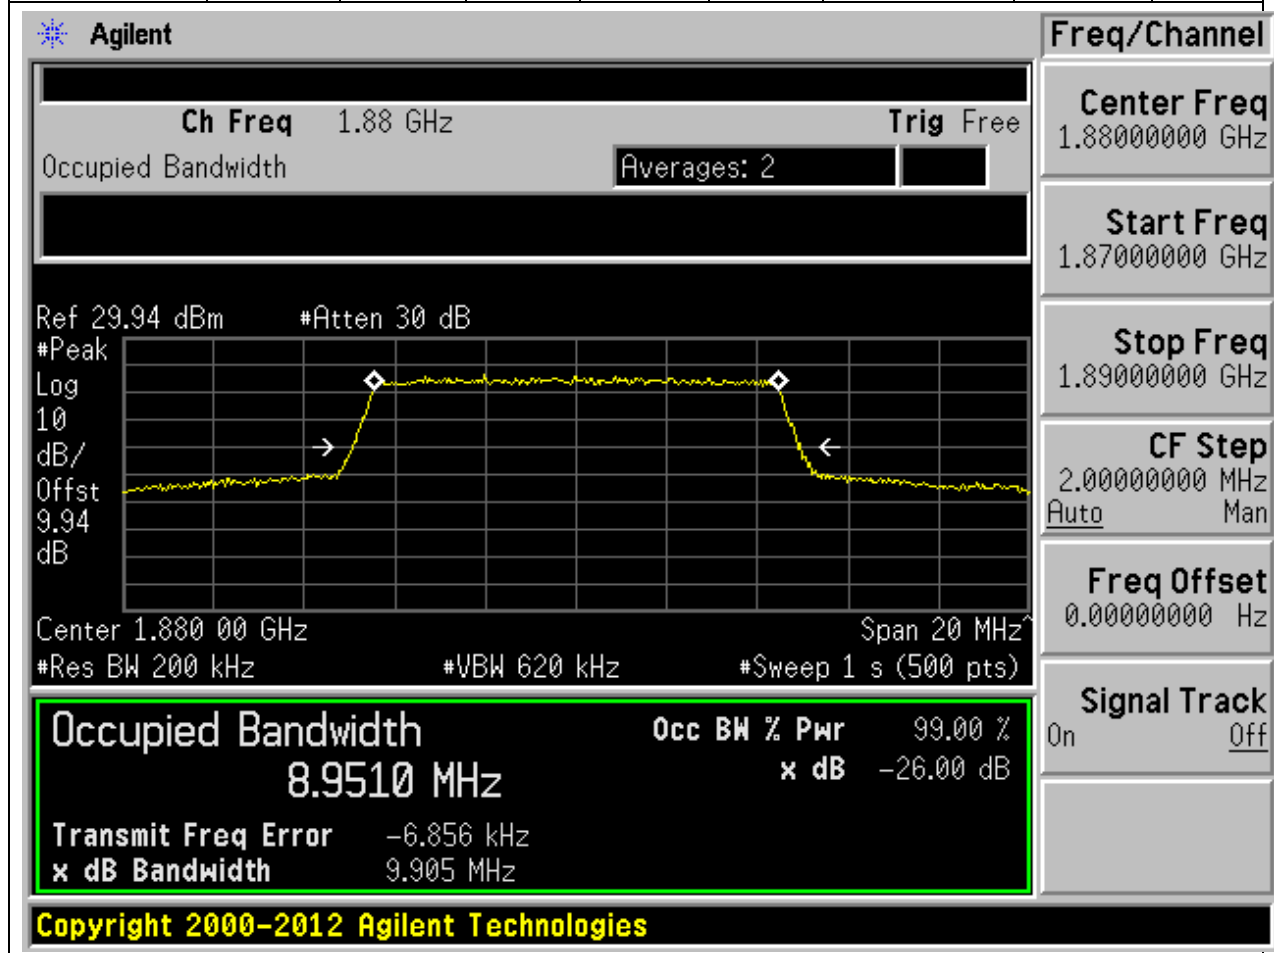 Agilent
Freq/Channel
Ch Freq 1.88 GHz Trig Free
Occupied Bandwidth Averages: 2
Center Freq
1.88000000 GHz
Start Freq
1.87000000 GHz
Stop Freq
1.89000000 GHz
CF Step
2.00000000 MHz
Auto Man
Freq Offset
0.00000000 Hz
Signal Track
On Off
Ref 29.94 dBm #Atten 30 dB
#Peak
Log
10
dB/
Offst
9.94
dB
Center 1.880 00 GHz Span 20 MHz^
#Res BW 200 kHz #VBW 620 kHz #Sweep 1 s (500 pts)
Occupied Bandwidth Occ BW % Pwr 99.00 %
8.9510 MHz x dB -26.00 dB
Transmit Freq Error -6.856 kHz
x dB Bandwidth 9.905 MHz
Copyright 2000-2012 Agilent Technologies